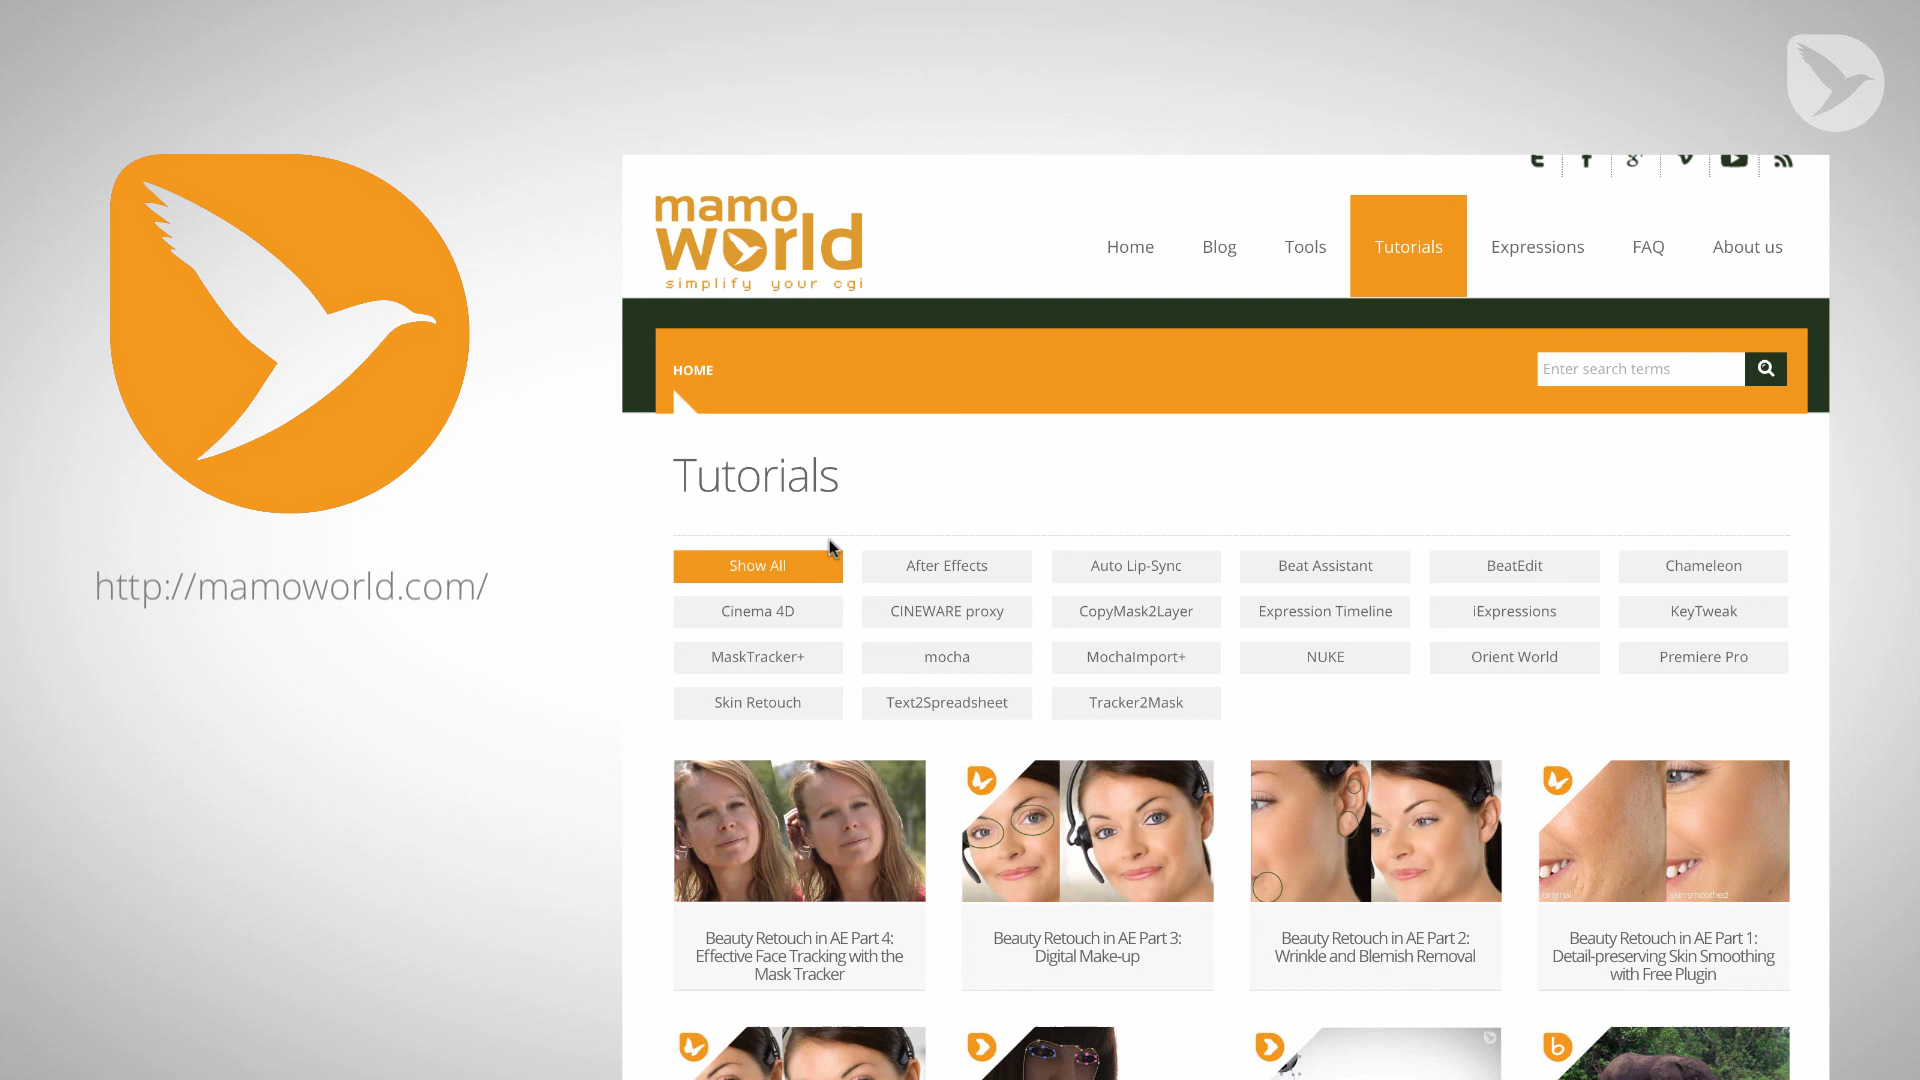 http://mamoworld.com/
mamo
world
simplify your cgi
Home Blog Tools Tutorials Expressions FAQ About us
HOME
Enter search terms
Tutorials
Show All After Effects Auto Lip-Sync Beat Assistant BeatEdit Chameleon
Cinema 4D CINEWARE proxy CopyMask2Layer Expression Timeline iExpressions KeyTweak
MaskTracker+ mocha MochaImport+ NUKE Orient World Premiere Pro
Skin Retouch Text2Spreadsheet Tracker2Mask
original skin smoothed
Beauty Retouch in AE Part 4:
Effective Face Tracking with the
Mask Tracker
Beauty Retouch in AE Part 3:
Digital Make-up
Beauty Retouch in AE Part 2:
Wrinkle and Blemish Removal
Beauty Retouch in AE Part 1:
Detail-preserving Skin Smoothing
with Free Plugin
b